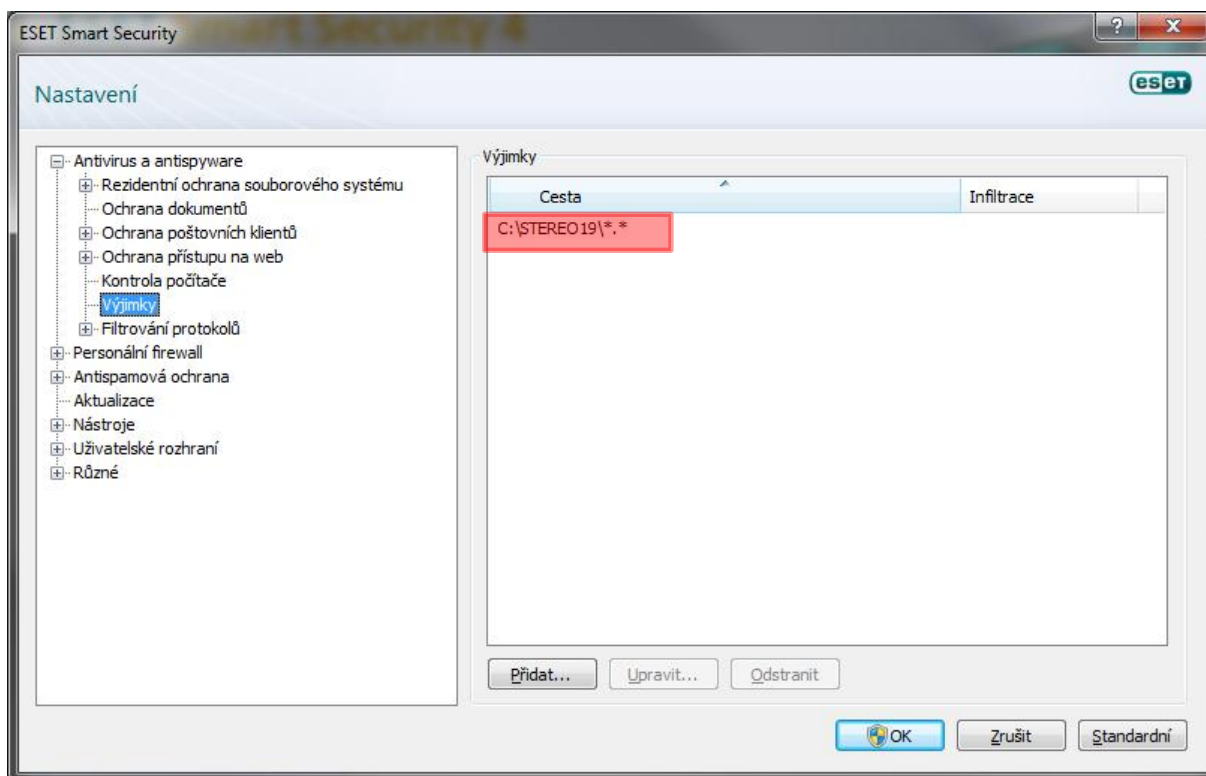 ESET Smart Security
Nastavení
eset
Antivirus a antispyware
Rezidentní ochrana souborového systému
Ochrana dokumentů
Ochrana poštovních klientů
Ochrana přístupu na web
Kontrola počítače
Výjimky
Filtrování protokolů
Personální firewall
Antispamová ochrana
Aktualizace
Nástroje
Uživatelské rozhraní
Různé
Výjimky
Cesta Infiltrace
C:\STEREO19\*.*
Přidat... Upravit... Odstranit
OK Zrušit Standardní